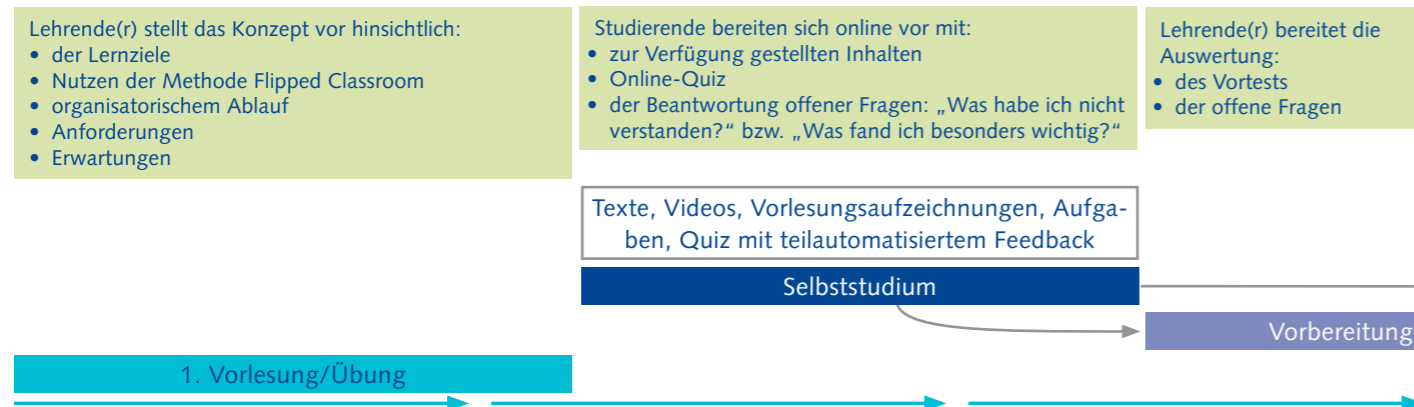 Lehrende(r) stellt das Konzept vor hinsichtlich:
• der Lernziele
• Nutzen der Methode Flipped Classroom
• organisatorischem Ablauf
• Anforderungen
• Erwartungen
Studierende bereiten sich online vor mit:
• zur Verfügung gestellten Inhalten
• Online-Quiz
• der Beantwortung offener Fragen: „Was habe ich nicht
verstanden?“ bzw. „Was fand ich besonders wichtig?“
Lehrende(r) bereitet die
Auswertung:
• des Vortests
• der offene Fragen
Texte, Videos, Vorlesungsaufzeichnungen, Aufga-
ben, Quiz mit teilautomatisiertem Feedback
Selbststudium
Vorbereitung
1. Vorlesung/Übung